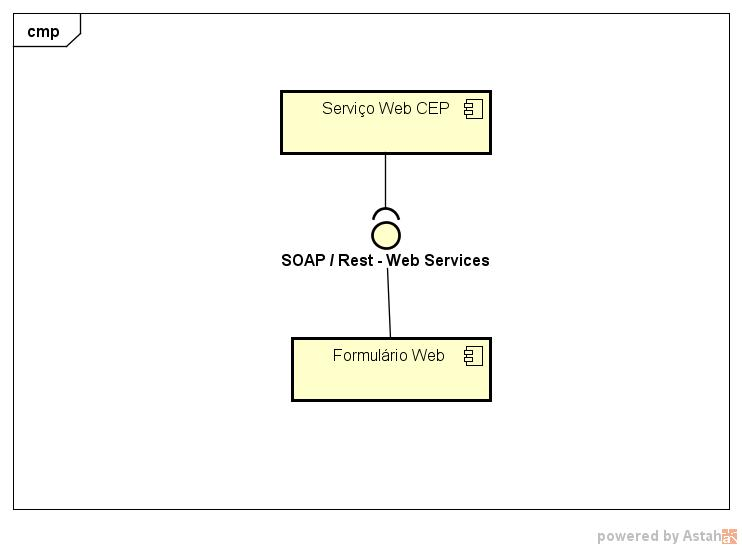 cmp
Serviço Web CEP
SOAP / Rest - Web Services
Formulário Web
powered by Astah